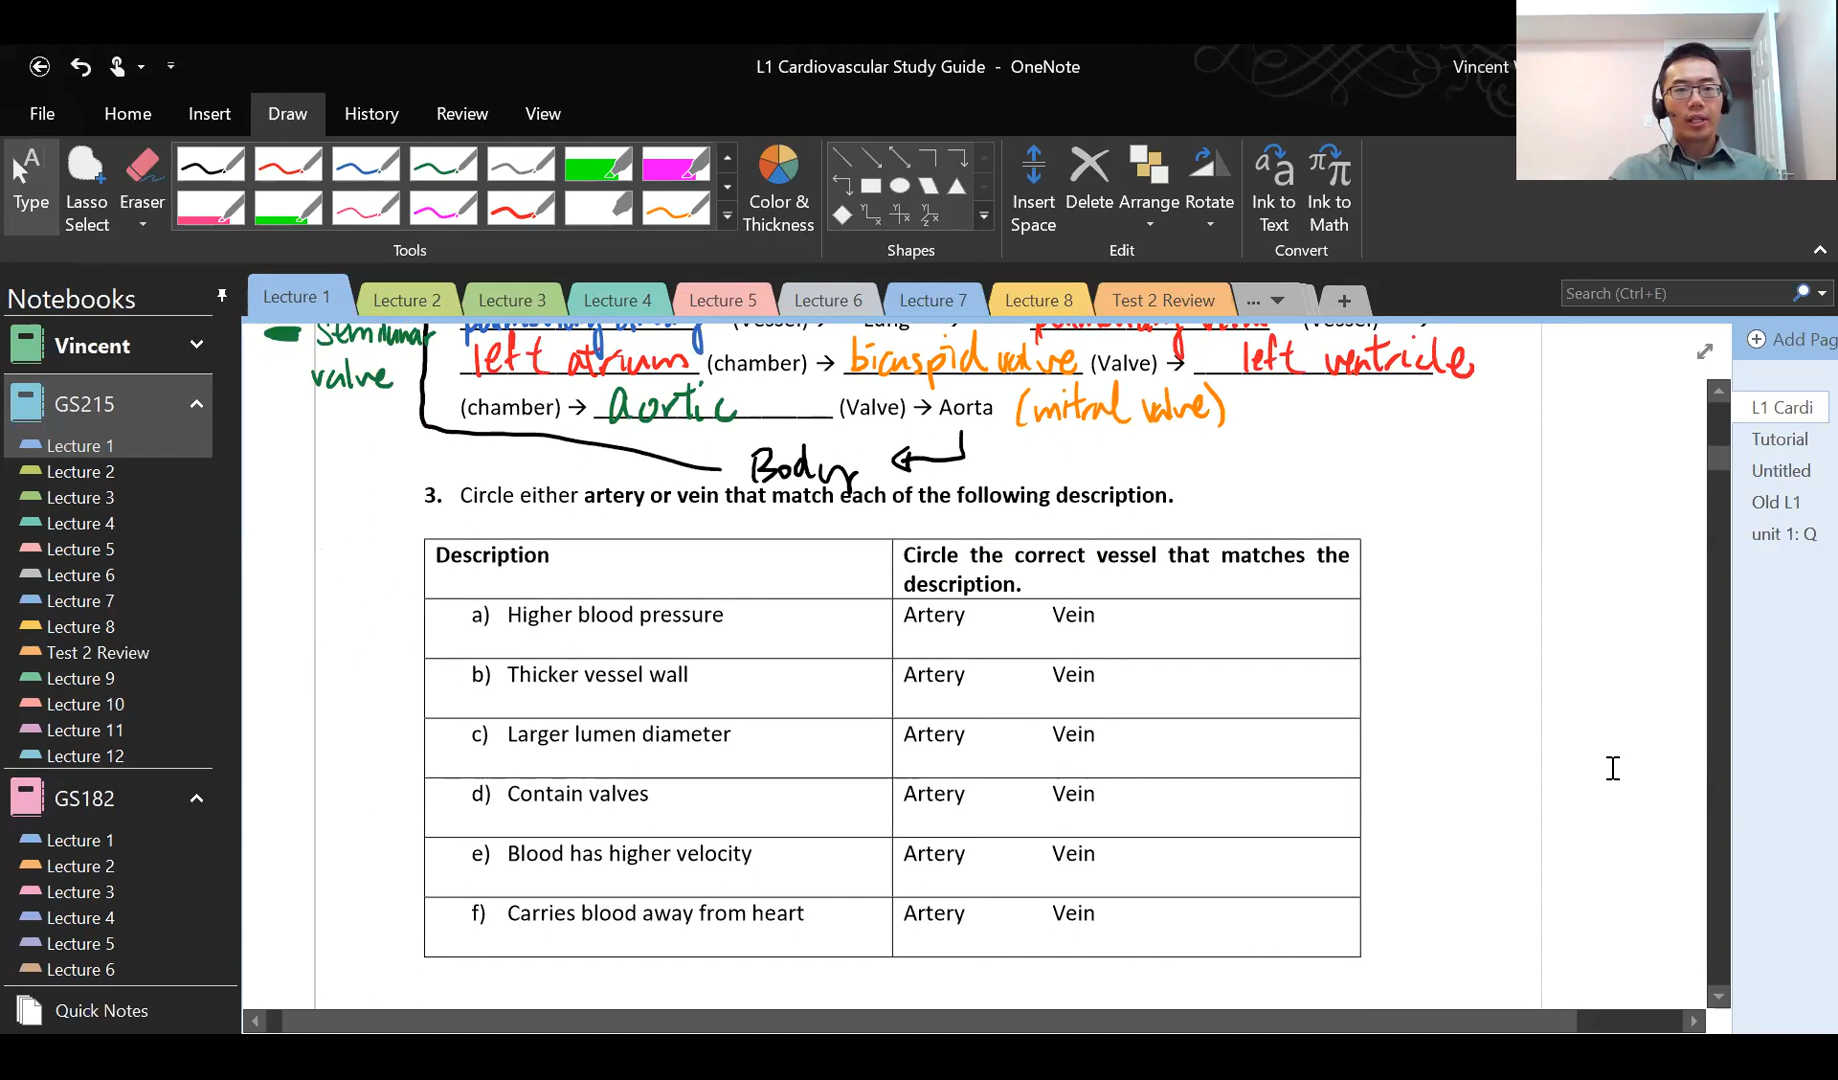 L1 Cardiovascular Study Guide - OneNote
Vincent
File Home Insert Draw History Review View
Type
Lasso Select
Eraser
Color & Thickness
Insert Space
Delete
Arrange
Rotate
Ink to Text
Ink to Math
Tools
Shapes
Edit
Convert
Notebooks
Lecture 1 Lecture 2 Lecture 3 Lecture 4 Lecture 5 Lecture 6 Lecture 7 Lecture 8 Test 2 Review ... +
Search (Ctrl+E)
Vincent
GS215
Lecture 1
Lecture 2
Lecture 3
Lecture 4
Lecture 5
Lecture 6
Lecture 7
Lecture 8
Test 2 Review
Lecture 9
Lecture 10
Lecture 11
Lecture 12
GS182
Lecture 1
Lecture 2
Lecture 3
Lecture 4
Lecture 5
Lecture 6
Quick Notes
valve
left atrium (chamber) → bicuspid valve (Valve) → left ventricle
(chamber) → Aortic (Valve) → Aorta (mitral valve)
Body
3. Circle either artery or vein that match each of the following description.
Description
Circle the correct vessel that matches the
description.
a) Higher blood pressure Artery Vein
b) Thicker vessel wall Artery Vein
c) Larger lumen diameter Artery Vein
d) Contain valves Artery Vein
e) Blood has higher velocity Artery Vein
f) Carries blood away from heart Artery Vein
Add Pag
L1 Cardi
Tutorial
Untitled
Old L1
unit 1: Q